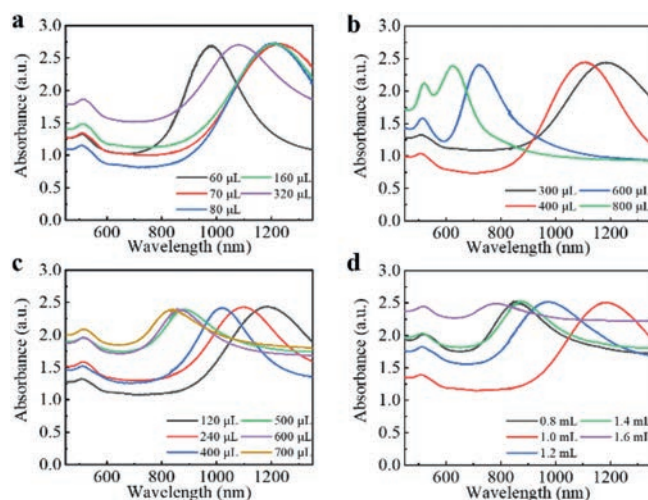 a
Absorbance (a.u.)
3.0
2.5
2.0
1.5
1.0
0.5
0.0
60 µL 160 µL
70 µL 320 µL
80 µL
600 800 1000 1200
Wavelength (nm)
b
Absorbance (a.u.)
3.0
2.5
2.0
1.5
1.0
0.5
0.0
300 µL 600 µL
400 µL 800 µL
600 800 1000 1200
Wavelength (nm)
c
Absorbance (a.u.)
3.0
2.5
2.0
1.5
1.0
0.5
0.0
120 µL 500 µL
240 µL 600 µL
400 µL 700 µL
600 800 1000 1200
Wavelength (nm)
d
Absorbance (a.u.)
3.0
2.5
2.0
1.5
1.0
0.5
0.0
0.8 mL 1.4 mL
1.0 mL 1.6 mL
1.2 mL
600 800 1000 1200
Wavelength (nm)